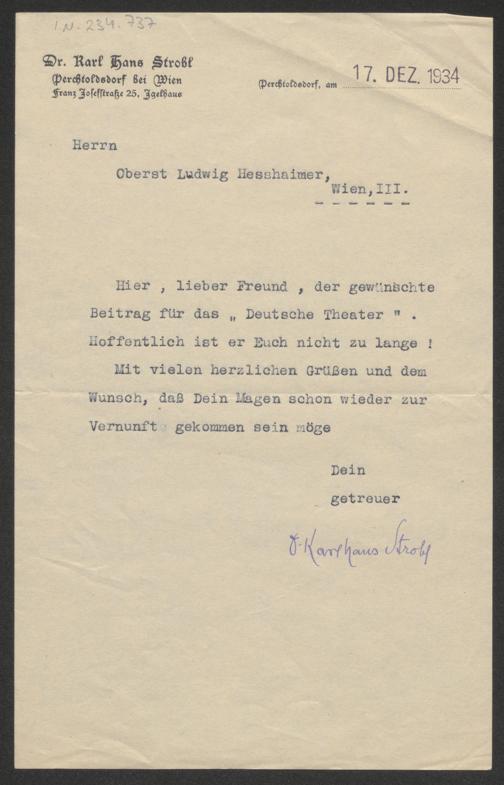 I.N. 234.737
Dr. Karl Hans Strobl
Perchtoldsdorf bei Wien
Franz Josefstraße 25, Igelhaus
Perchtoldsdorf, am 17. DEZ. 1934
Herrn
Oberst Ludwig Hesshaimer,
Wien,III.
Hier , lieber Freund , der gewünschte
Beitrag für das „ Deutsche Theater " .
Hoffentlich ist er Euch nicht zu lange !
Mit vielen herzlichen Grüßen und dem
Wunsch, daß Dein Magen schon wieder zur
Vernunft gekommen sein möge
Dein
getreuer
Dr Karl Hans Strobl